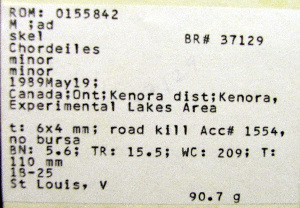 ROM: 0155842
M ;ad
skel BR# 37129
Chordeiles
minor
minor
1989May19;
Canada;Ont;Kenora dist;Kenora,
Experimental Lakes Area
t: 6x4 mm; road kill Acc# 1554,
no bursa
BN: 5.6; TR: 15.5; WC: 209; T:
110 mm
18-25
St Louis, V
90.7 g